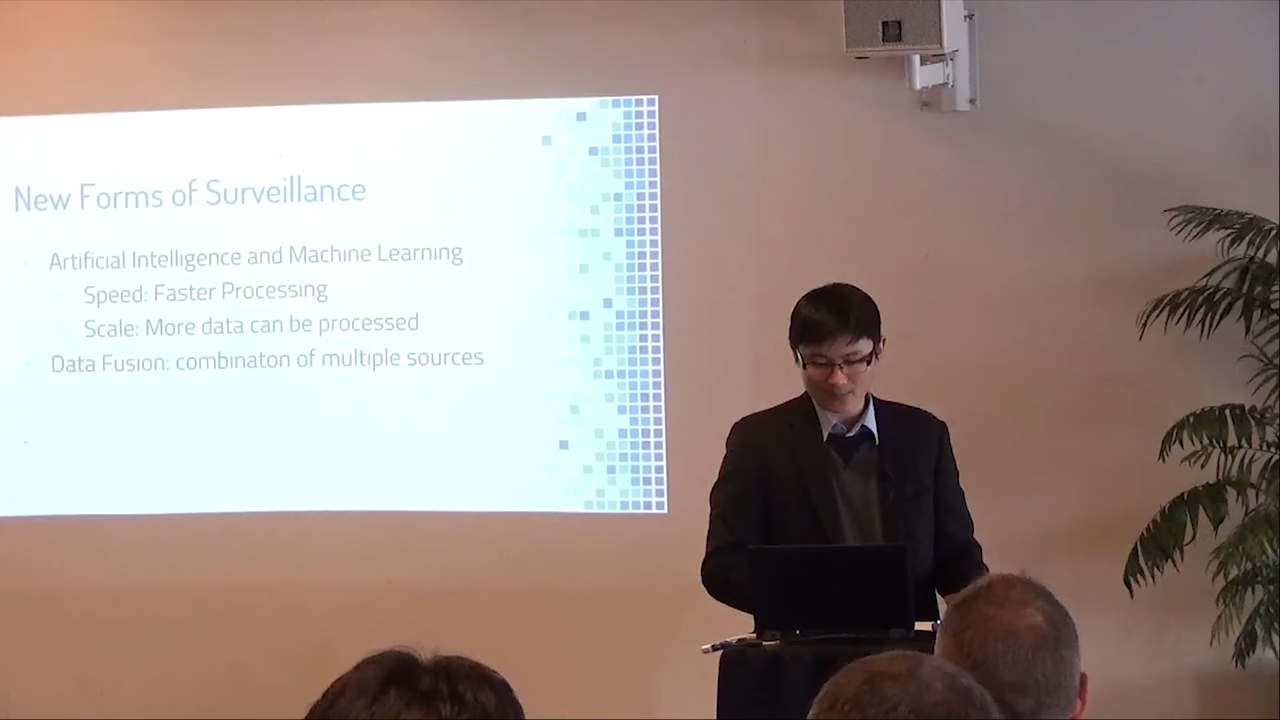 New Forms of Surveillance
Artificial Intelligence and Machine Learning
Speed: Faster Processing
Scale: More data can be processed
Data Fusion: combinaton of multiple sources